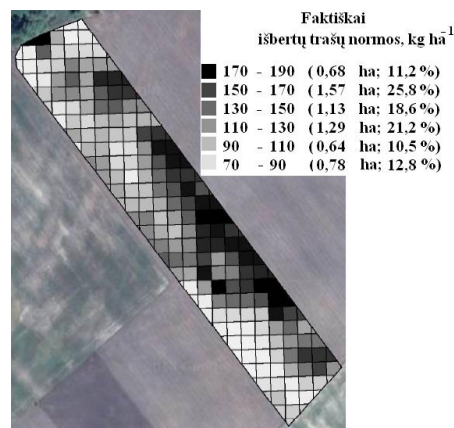 Faktiškai
išbertų trašų normos, kg ha⁻¹
170 - 190 (0,68 ha; 11,2 %)
150 - 170 (1,57 ha; 25,8 %)
130 - 150 (1,13 ha; 18,6 %)
110 - 130 (1,29 ha; 21,2 %)
90 - 110 (0,64 ha; 10,5 %)
70 - 90 (0,78 ha; 12,8 %)